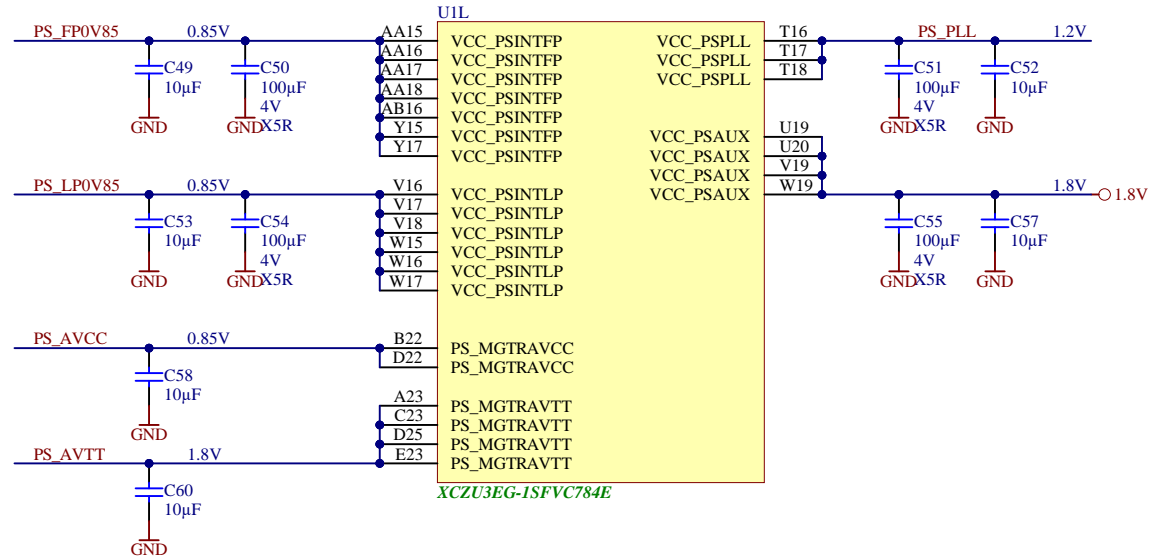 U1L
PS_FP0V85 0.85V
C49
10µF
GND
C50
100µF
4V
X5R
GND
AA15 VCC_PSINTFP
AA16 VCC_PSINTFP
AA17 VCC_PSINTFP
AA18 VCC_PSINTFP
AB16 VCC_PSINTFP
Y15 VCC_PSINTFP
Y17 VCC_PSINTFP
VCC_PSPLL T16
VCC_PSPLL T17
VCC_PSPLL T18
PS_PLL 1.2V
C51
100µF
4V
X5R
GND
C52
10µF
GND
PS_LP0V85 0.85V
C53
10µF
GND
C54
100µF
4V
X5R
GND
V16 VCC_PSINTLP
V17 VCC_PSINTLP
V18 VCC_PSINTLP
W15 VCC_PSINTLP
W16 VCC_PSINTLP
W17 VCC_PSINTLP
VCC_PSAUX U19
VCC_PSAUX U20
VCC_PSAUX V19
VCC_PSAUX W19
1.8V 1.8V
C55
100µF
4V
X5R
GND
C57
10µF
GND
PS_AVCC 0.85V
C58
10µF
GND
B22 PS_MGTRAVCC
D22 PS_MGTRAVCC
PS_AVTT 1.8V
C60
10µF
GND
A23 PS_MGTRAVTT
C23 PS_MGTRAVTT
D25 PS_MGTRAVTT
E23 PS_MGTRAVTT
XCZU3EG-1SFVC784E